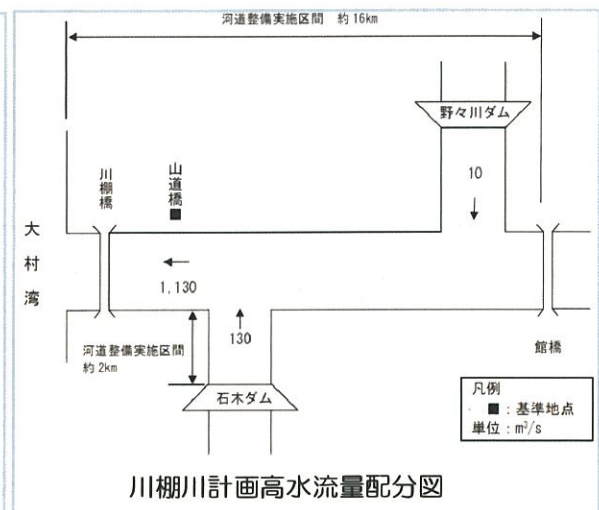 河道整備実施区間 約16km
野々川ダム
10
川棚橋
山道橋
大村湾
1,130
130
河道整備実施区間
約2km
館橋
石木ダム
凡例
■：基準地点
単位：m³/s
川棚川計画高水流量配分図